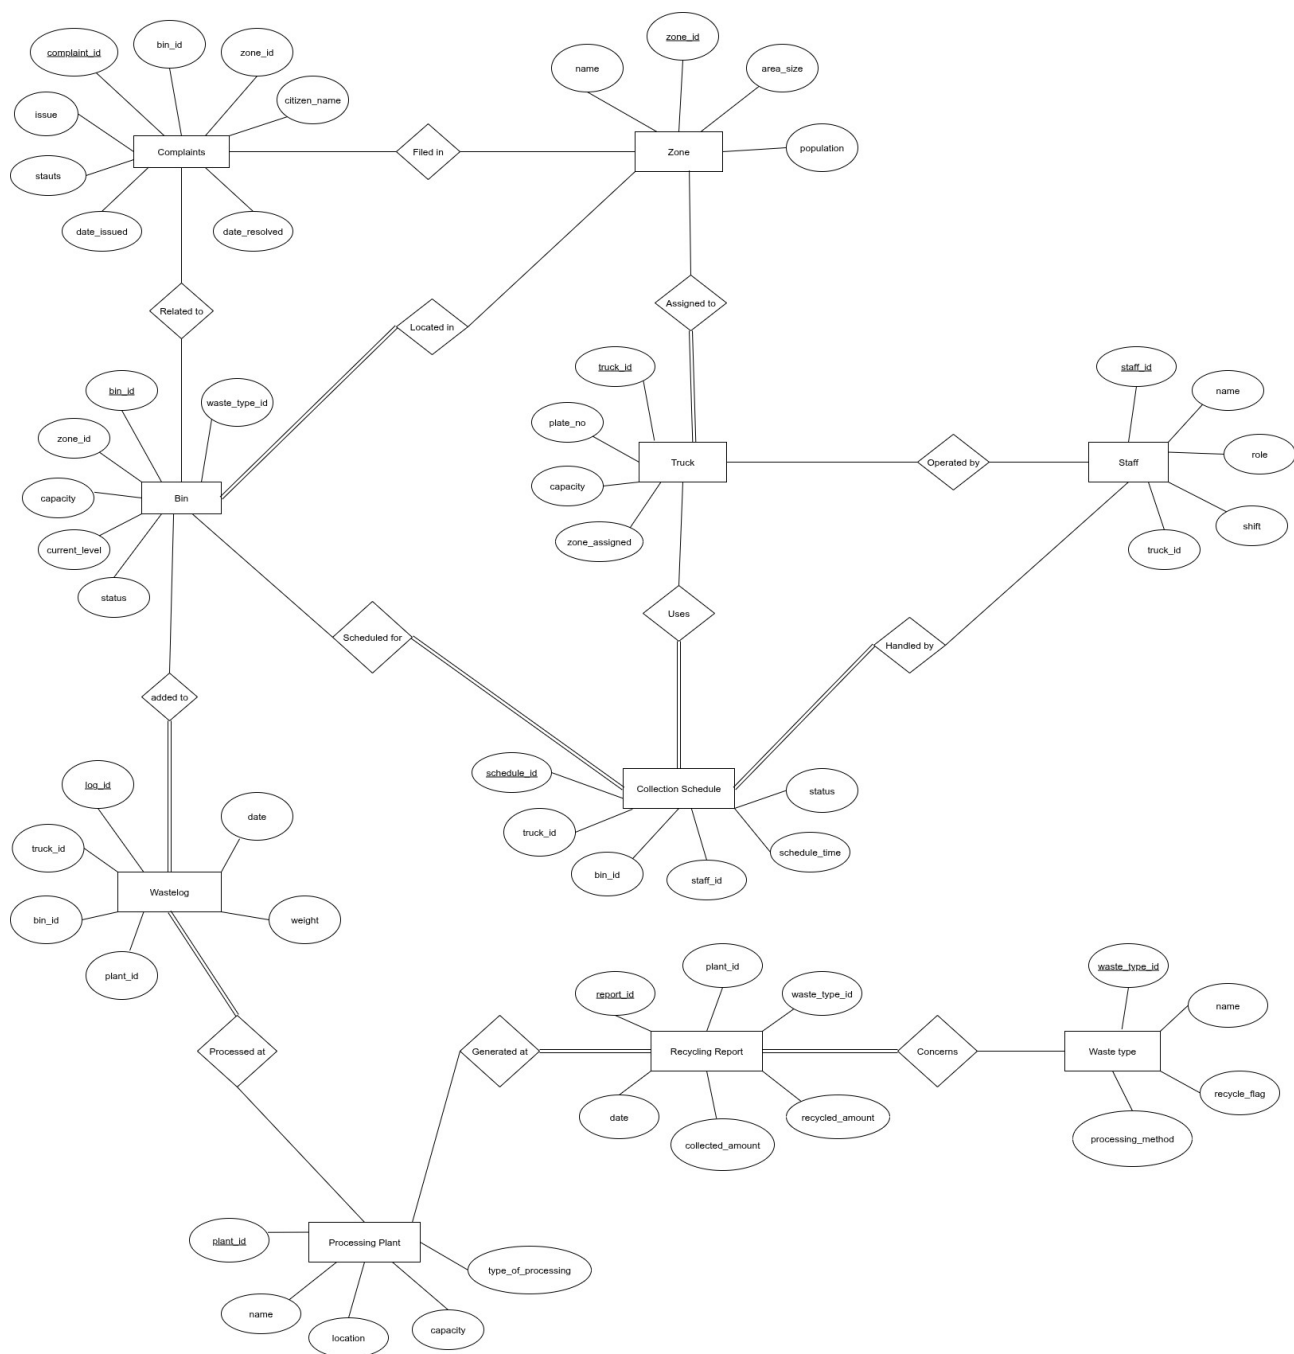 complaint_id
bin_id
zone_id
citizen_name
issue
stauts
date_issued
date_resolved
Complaints
Filed in
zone_id
name
area_size
population
Zone
Related to
Located in
Assigned to
bin_id
waste_type_id
zone_id
capacity
current_level
status
Bin
truck_id
plate_no
capacity
zone_assigned
Truck
Operated by
staff_id
name
role
shift
truck_id
Staff
Scheduled for
Uses
Handled by
added to
schedule_id
truck_id
bin_id
staff_id
schedule_time
status
Collection Schedule
log_id
date
truck_id
bin_id
plant_id
weight
Wastelog
Processed at
Generated at
report_id
plant_id
waste_type_id
date
collected_amount
recycled_amount
Recycling Report
Concerns
waste_type_id
name
recycle_flag
processing_method
Waste type
plant_id
name
location
capacity
type_of_processing
Processing Plant